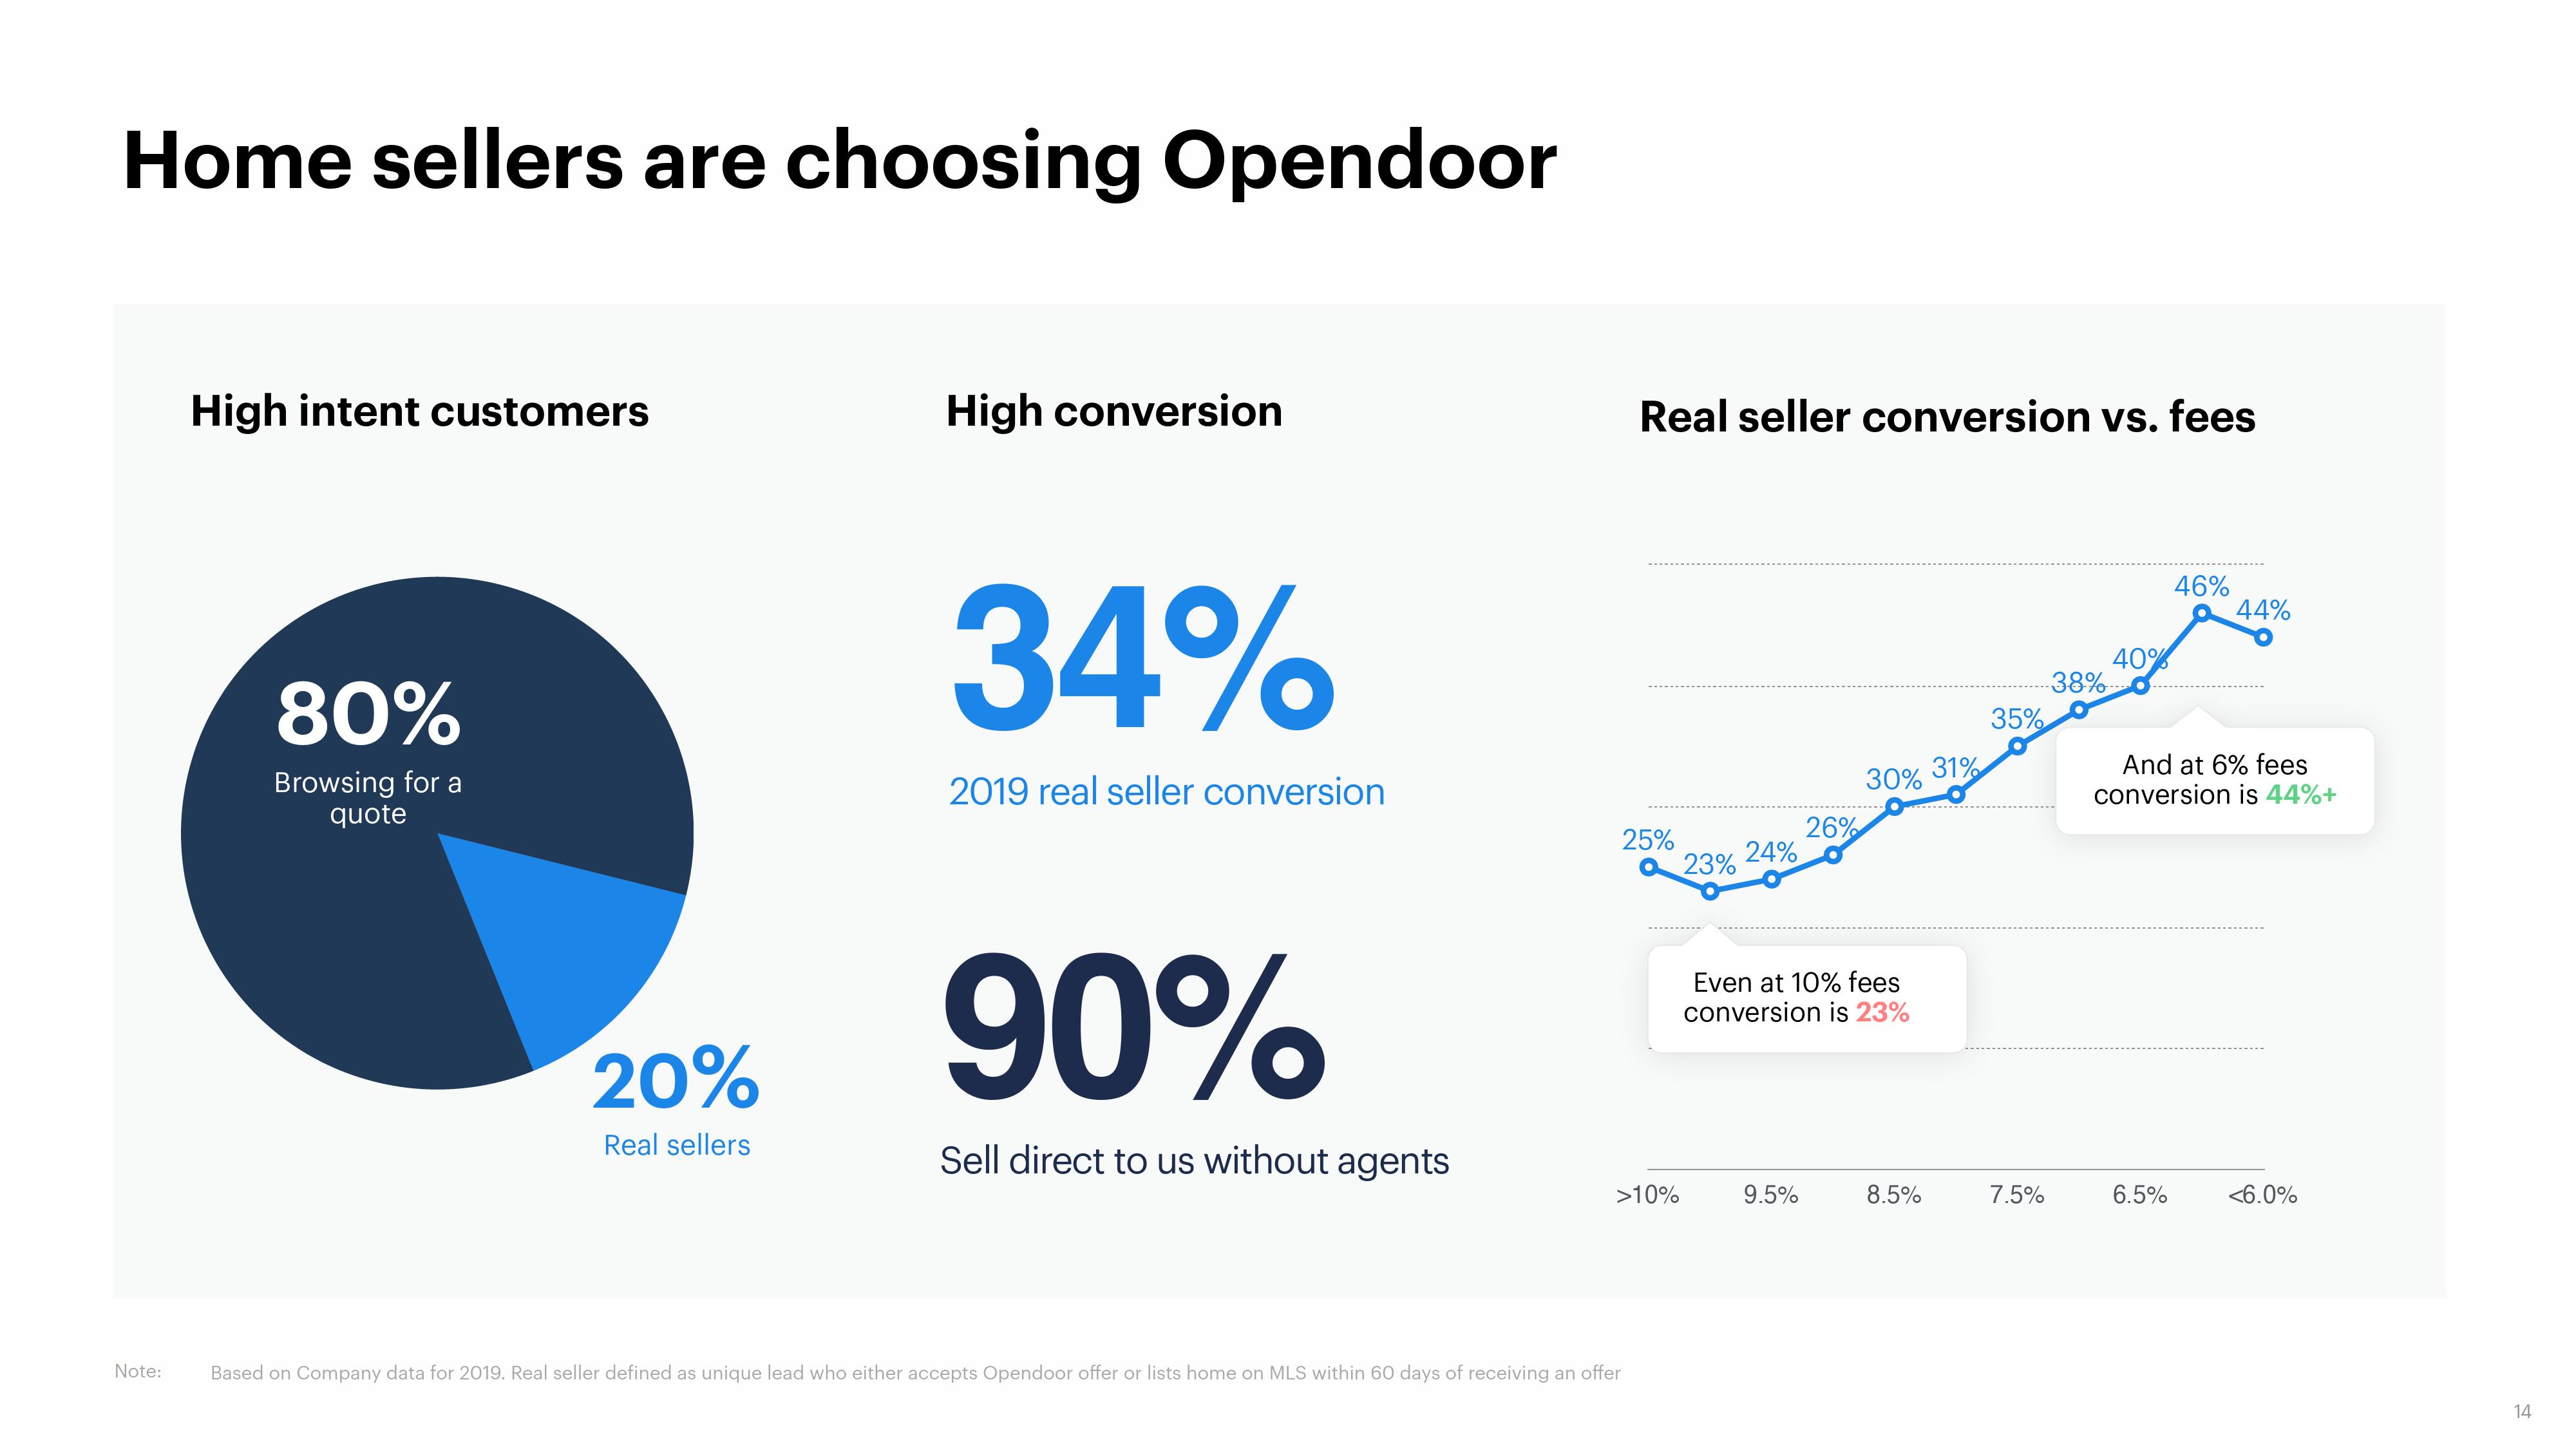 Home sellers are choosing Opendoor
High intent customers
80%
Browsing for a
quote
20%
Real sellers
High conversion
34%
2019 real seller conversion
90%
Sell direct to us without agents
Real seller conversion vs. fees
25%
23%
24%
26%
30%
31%
35%
38%
40%
46%
44%
And at 6% fees
conversion is 44%+
Even at 10% fees
conversion is 23%
>10% 9.5% 8.5% 7.5% 6.5% <6.0%
Note: Based on Company data for 2019. Real seller defined as unique lead who either accepts Opendoor offer or lists home on MLS within 60 days of receiving an offer
14